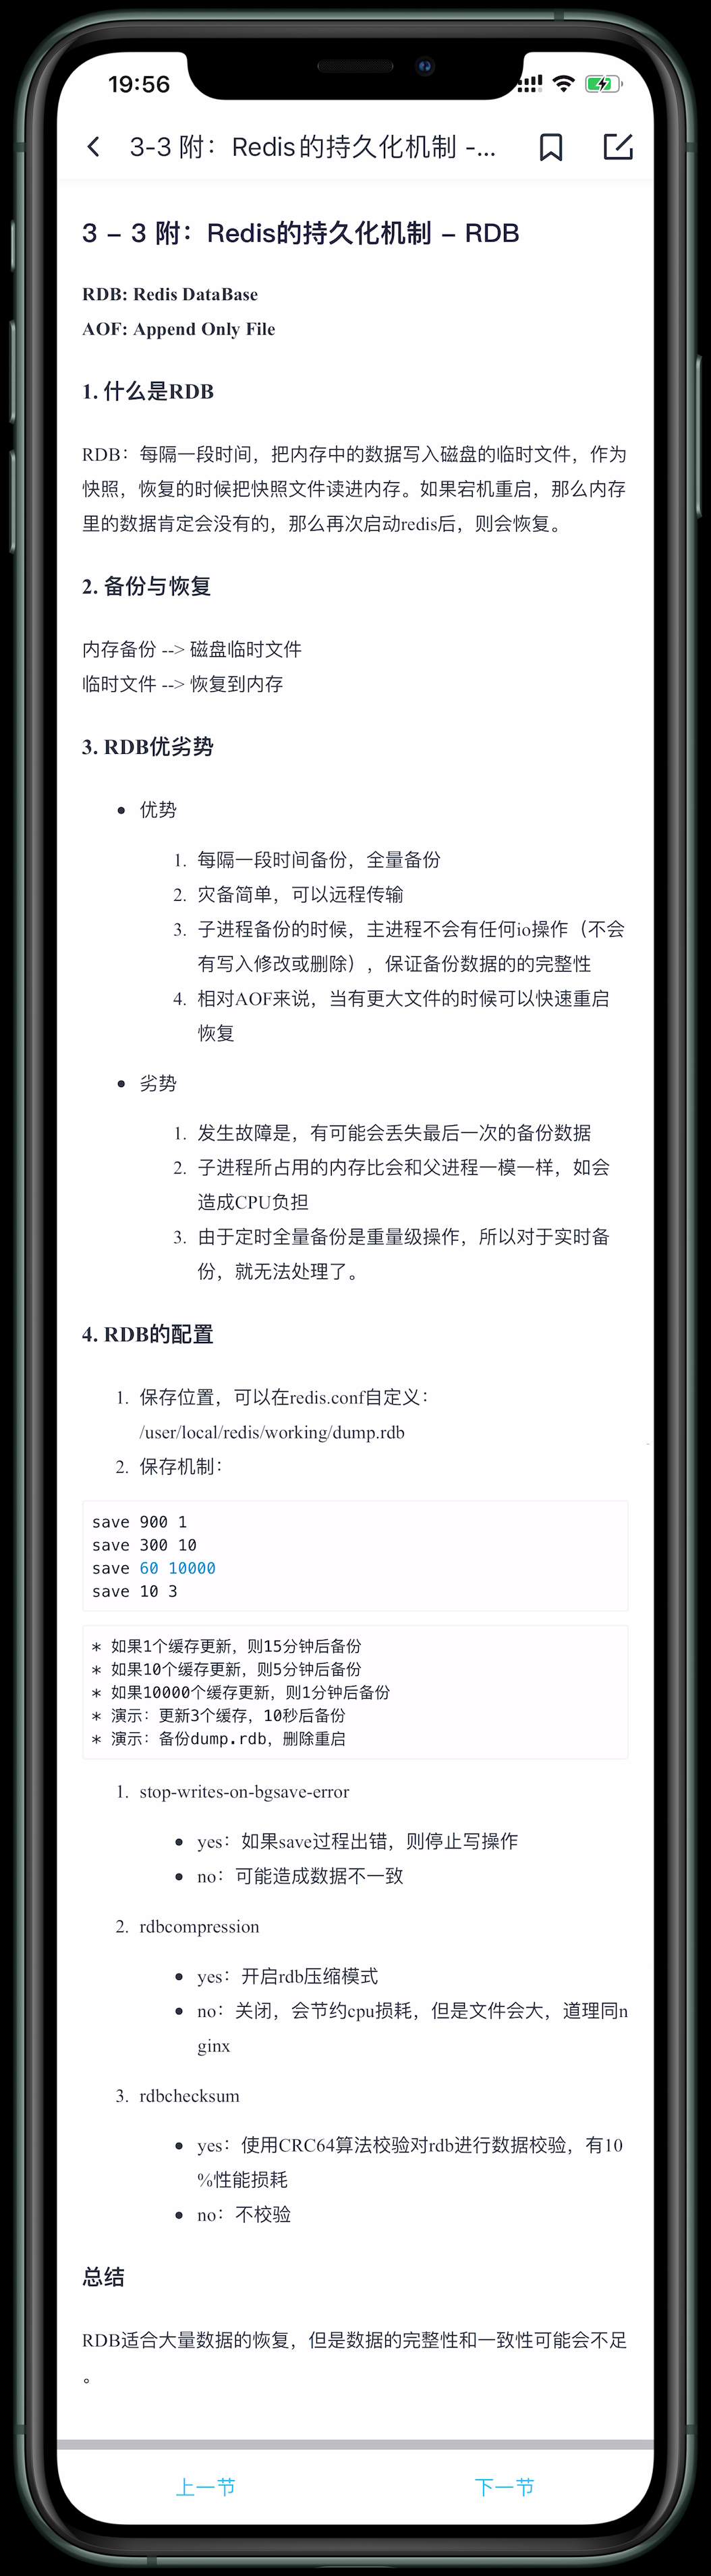 19:56
3-3 附：Redis的持久化机制 -...
3 – 3 附：Redis的持久化机制 – RDB
RDB: Redis DataBase
AOF: Append Only File
1. 什么是RDB
RDB：每隔一段时间，把内存中的数据写入磁盘的临时文件，作为
快照，恢复的时候把快照文件读进内存。如果宕机重启，那么内存
里的数据肯定会没有的，那么再次启动redis后，则会恢复。
2. 备份与恢复
内存备份 --> 磁盘临时文件
临时文件 --> 恢复到内存
3. RDB优劣势
• 优势
1. 每隔一段时间备份，全量备份
2. 灾备简单，可以远程传输
3. 子进程备份的时候，主进程不会有任何io操作（不会
有写入修改或删除），保证备份数据的的完整性
4. 相对AOF来说，当有更大文件的时候可以快速重启
恢复
• 劣势
1. 发生故障是，有可能会丢失最后一次的备份数据
2. 子进程所占用的内存比会和父进程一模一样，如会
造成CPU负担
3. 由于定时全量备份是重量级操作，所以对于实时备
份，就无法处理了。
4. RDB的配置
1. 保存位置，可以在redis.conf自定义：
/user/local/redis/working/dump.rdb
2. 保存机制：
save 900 1
save 300 10
save 60 10000
save 10 3
* 如果1个缓存更新，则15分钟后备份
* 如果10个缓存更新，则5分钟后备份
* 如果10000个缓存更新，则1分钟后备份
* 演示：更新3个缓存，10秒后备份
* 演示：备份dump.rdb，删除重启
1. stop-writes-on-bgsave-error
• yes：如果save过程出错，则停止写操作
• no：可能造成数据不一致
2. rdbcompression
• yes：开启rdb压缩模式
• no：关闭，会节约cpu损耗，但是文件会大，道理同n
ginx
3. rdbchecksum
• yes：使用CRC64算法校验对rdb进行数据校验，有10
%性能损耗
• no：不校验
总结
RDB适合大量数据的恢复，但是数据的完整性和一致性可能会不足
。
上一节 下一节